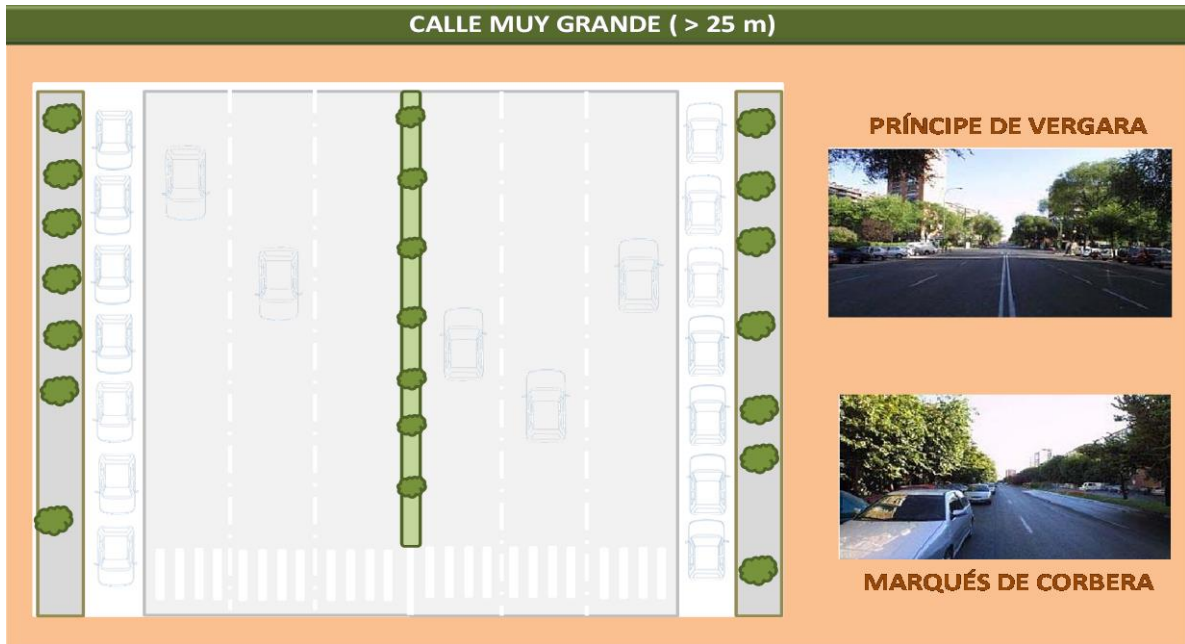 CALLE MUY GRANDE ( > 25 m)
PRÍNCIPE DE VERGARA
MARQUÉS DE CORBERA